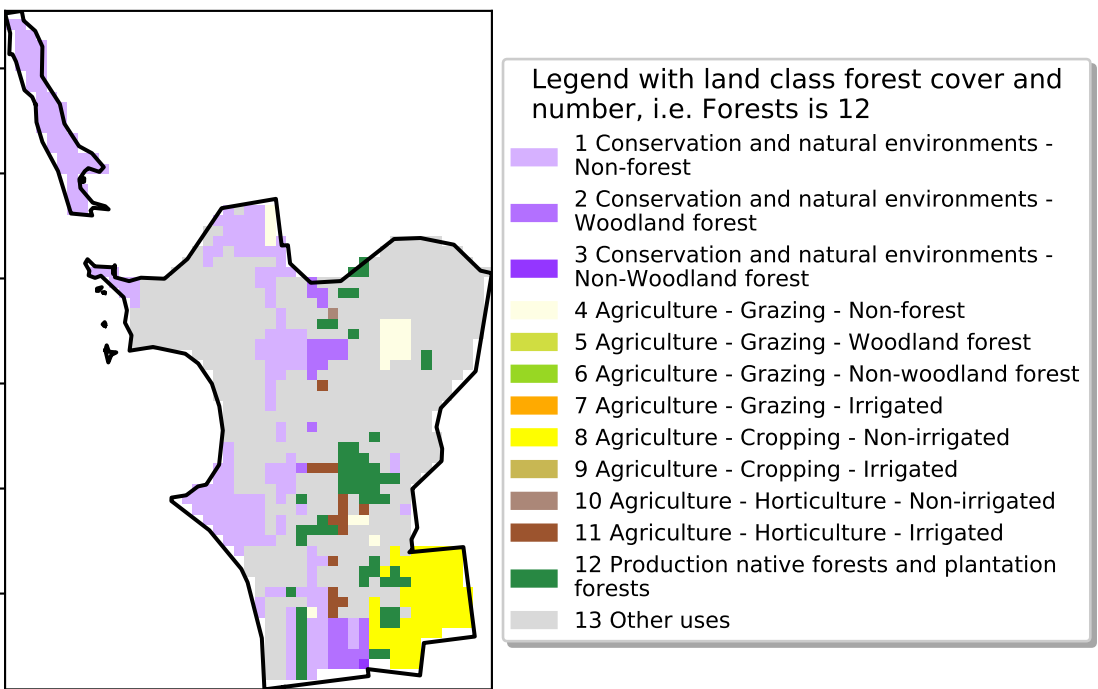 Legend with land class forest cover and
number, i.e. Forests is 12
1 Conservation and natural environments -
Non-forest
2 Conservation and natural environments -
Woodland forest
3 Conservation and natural environments -
Non-Woodland forest
4 Agriculture - Grazing - Non-forest
5 Agriculture - Grazing - Woodland forest
6 Agriculture - Grazing - Non-woodland forest
7 Agriculture - Grazing - Irrigated
8 Agriculture - Cropping - Non-irrigated
9 Agriculture - Cropping - Irrigated
10 Agriculture - Horticulture - Non-irrigated
11 Agriculture - Horticulture - Irrigated
12 Production native forests and plantation
forests
13 Other uses